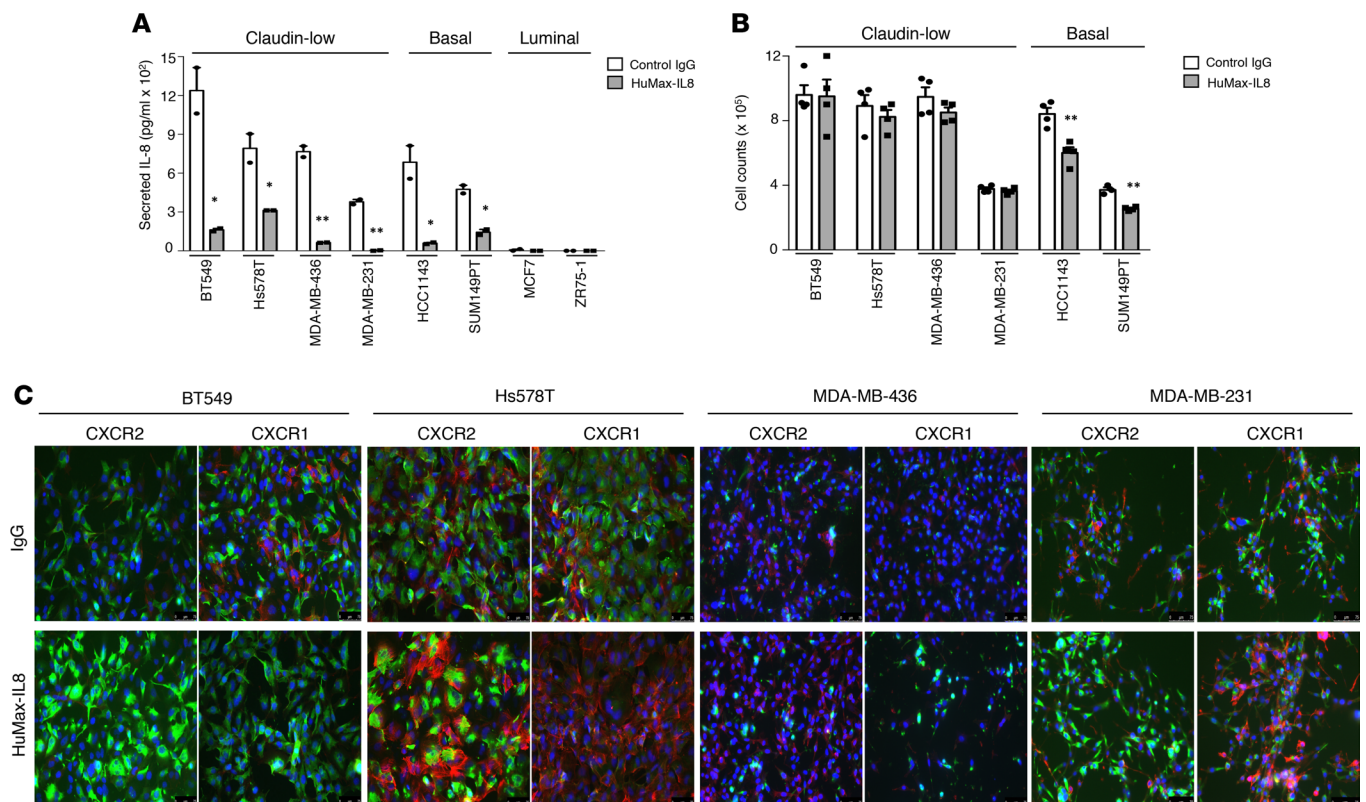 A
Claudin-low Basal Luminal
Control IgG
HuMax-IL8
Secreted IL-8 (pg/ml x 10²)
15
12
9
6
3
0
* * ** ** * *
BT549
Hs578T
MDA-MB-436
MDA-MB-231
HCC1143
SUM149PT
MCF7
ZR75-1
B
Claudin-low Basal
Control IgG
HuMax-IL8
Cell counts (x 10⁵)
12
8
4
0
** **
BT549
Hs578T
MDA-MB-436
MDA-MB-231
HCC1143
SUM149PT
C
BT549 Hs578T MDA-MB-436 MDA-MB-231
CXCR2 CXCR1 CXCR2 CXCR1 CXCR2 CXCR1 CXCR2 CXCR1
IgG
HuMax-IL8